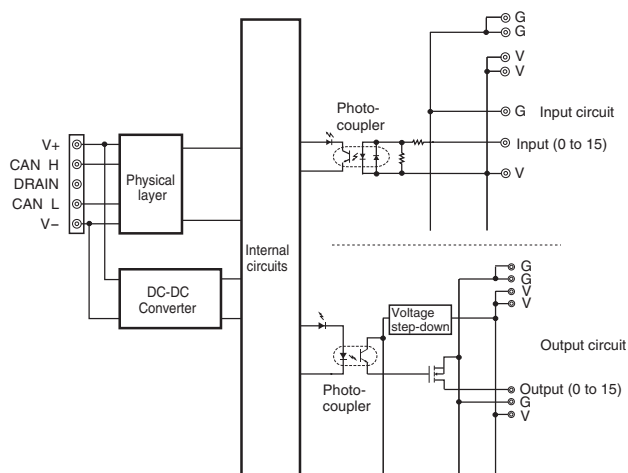 G
G
V
V
Photo-
coupler
G
Input circuit
Input (0 to 15)
V
V+
CAN H
DRAIN
CAN L
V−
Physical
layer
Internal
circuits
DC-DC
Converter
G
G
V
V
Voltage
step-down
Output circuit
Photo-
coupler
Output (0 to 15)
G
V